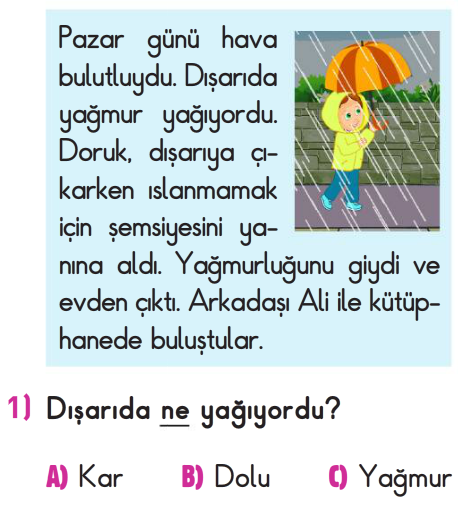 Pazar günü hava
bulutluydu. Dışarıda
yağmur yağıyordu.
Doruk, dışarıya çı-
karken ıslanmamak
için şemsiyesini ya-
nına aldı. Yağmurluğunu giydi ve
evden çıktı. Arkadaşı Ali ile kütüp-
hanede buluştular.
1) Dışarıda ne yağıyordu?
A) Kar B) Dolu C) Yağmur